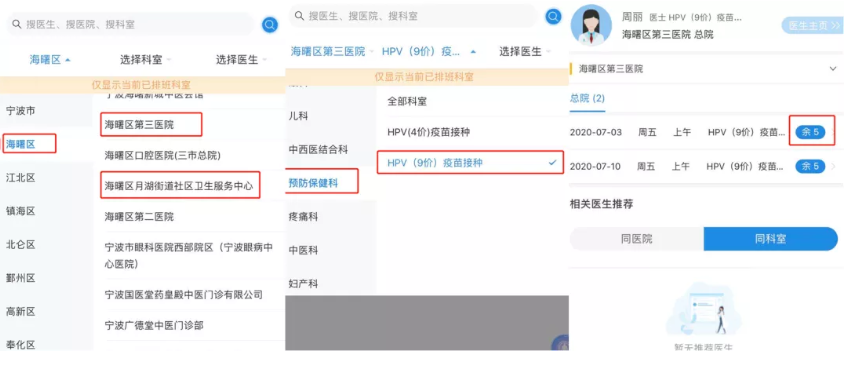 搜医生、搜医院、搜科室
海曙区
选择科室
选择医生
仅显示当前已排班科室
宁波市
海曙区
江北区
镇海区
北仑区
鄞州区
高新区
奉化区
宁波海曙新城中医会馆
海曙区第三医院
海曙区口腔医院(三市总院)
海曙区月湖街道社区卫生服务中心
海曙区第二医院
宁波市眼科医院西部院区（宁波眼病中
心医院）
宁波国医堂药皇殿中医门诊有限公司
宁波广德堂中医门诊部
搜医生、搜医院、搜科室
海曙区第三医院
HPV（9价）疫...
选择医生
仅显示当前已排班科室
儿科
中西医结合科
预防保健科
疼痛科
中医科
妇产科
全部科室
HPV(4价)疫苗接种
HPV（9价）疫苗接种
周丽 医士 HPV（9价）疫苗...
海曙区第三医院 总院
医生主页 >>
海曙区第三医院
总院 (2)
2020-07-03 周五 上午 HPV（9价）疫苗... 余 5
2020-07-10 周五 上午 HPV（9价）疫苗... 余 5
相关医生推荐
同医院
同科室
暂无推荐医生